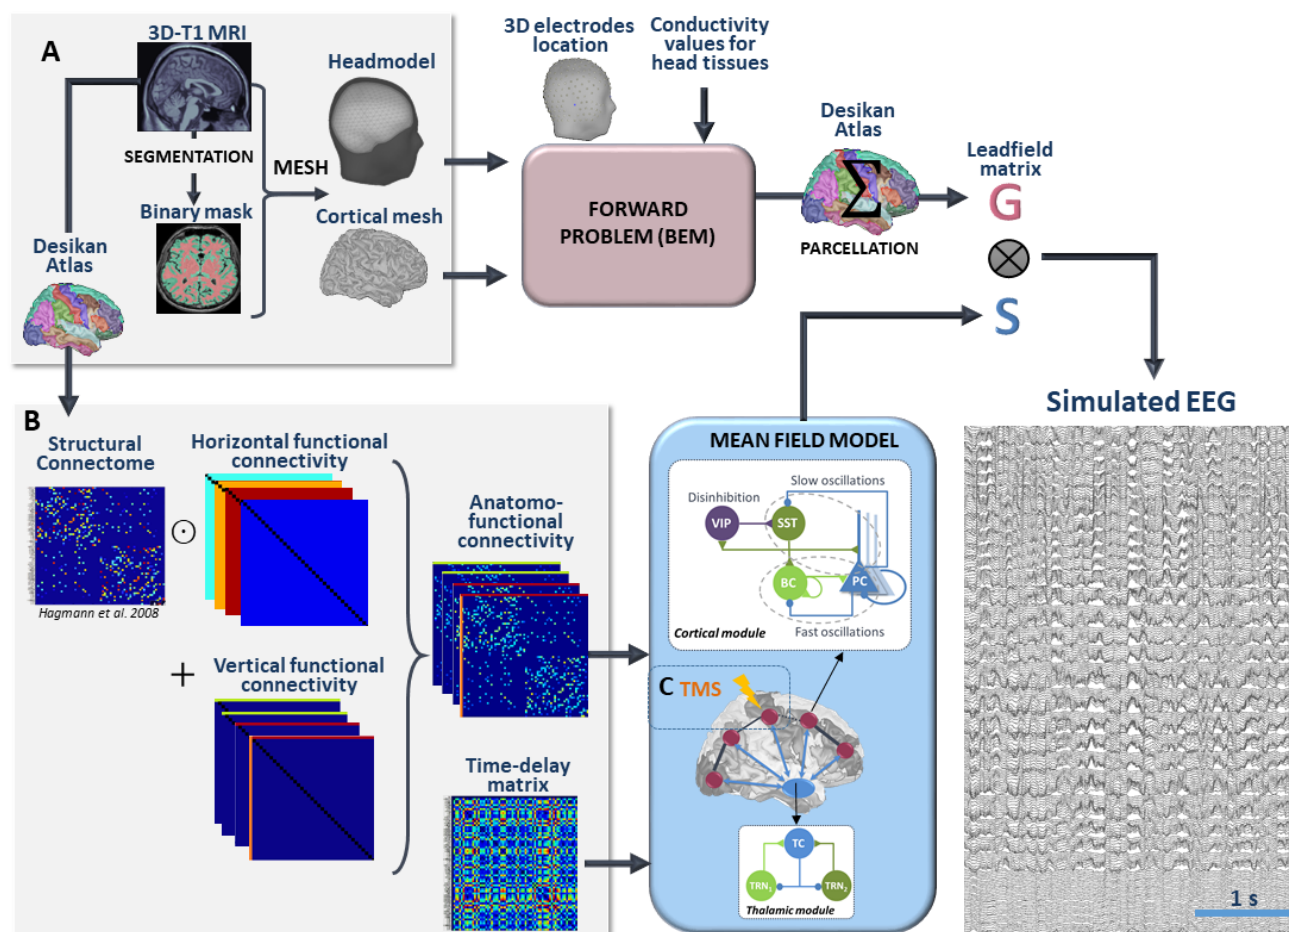 A
3D-T1 MRI
SEGMENTATION
Binary mask
MESH
Headmodel
Cortical mesh
Desikan
Atlas
3D electrodes
location
Conductivity
values for
head tissues
FORWARD
PROBLEM (BEM)
Desikan
Atlas
Σ
PARCELLATION
Leadfield
matrix
G
⊗
S
B
Structural
Connectome
Hagmann et al. 2008
⊙
Horizontal functional
connectivity
+
Vertical functional
connectivity
Anatomo-
functional
connectivity
Time-delay
matrix
MEAN FIELD MODEL
Slow oscillations
Disinhibition
VIP
SST
BC
PC
Cortical module
Fast oscillations
C TMS
TC
TRN1
TRN2
Thalamic module
Simulated EEG
1 s